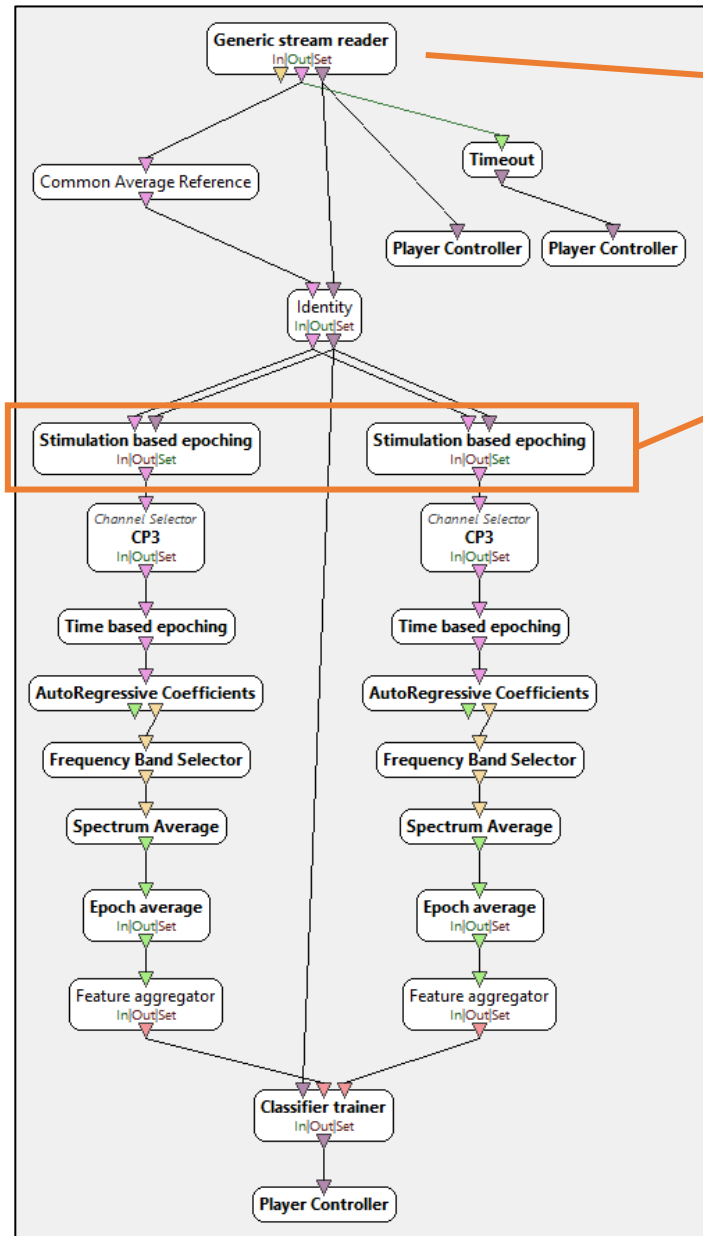 Generic stream reader
In|Out|Set
Timeout
Common Average Reference
Player Controller
Player Controller
Identity
In|Out|Set
Stimulation based epoching
In|Out|Set
Stimulation based epoching
In|Out|Set
Channel Selector
CP3
In|Out|Set
Channel Selector
CP3
In|Out|Set
Time based epoching
Time based epoching
AutoRegressive Coefficients
AutoRegressive Coefficients
Frequency Band Selector
Frequency Band Selector
Spectrum Average
Spectrum Average
Epoch average
In|Out|Set
Epoch average
In|Out|Set
Feature aggregator
In|Out|Set
Feature aggregator
In|Out|Set
Classifier trainer
In|Out|Set
Player Controller